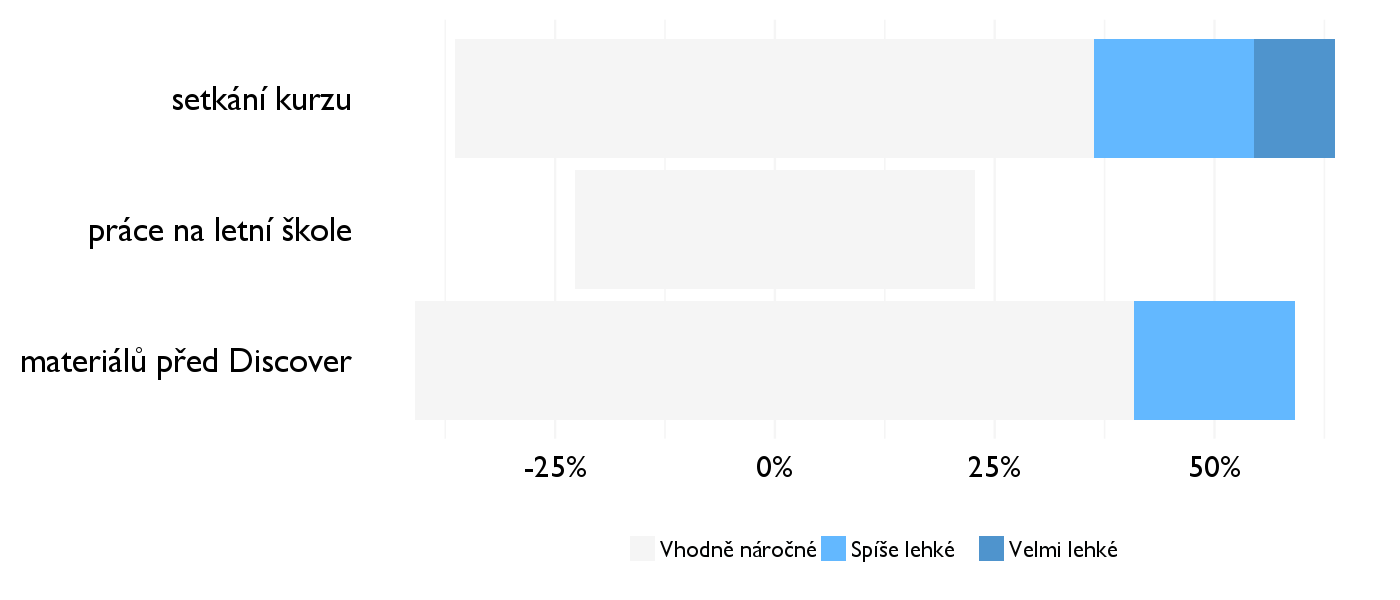 setkání kurzu
práce na letní škole
materiálů před Discover
-25% 0% 25% 50%
Vhodně náročné Spíše lehké Velmi lehké